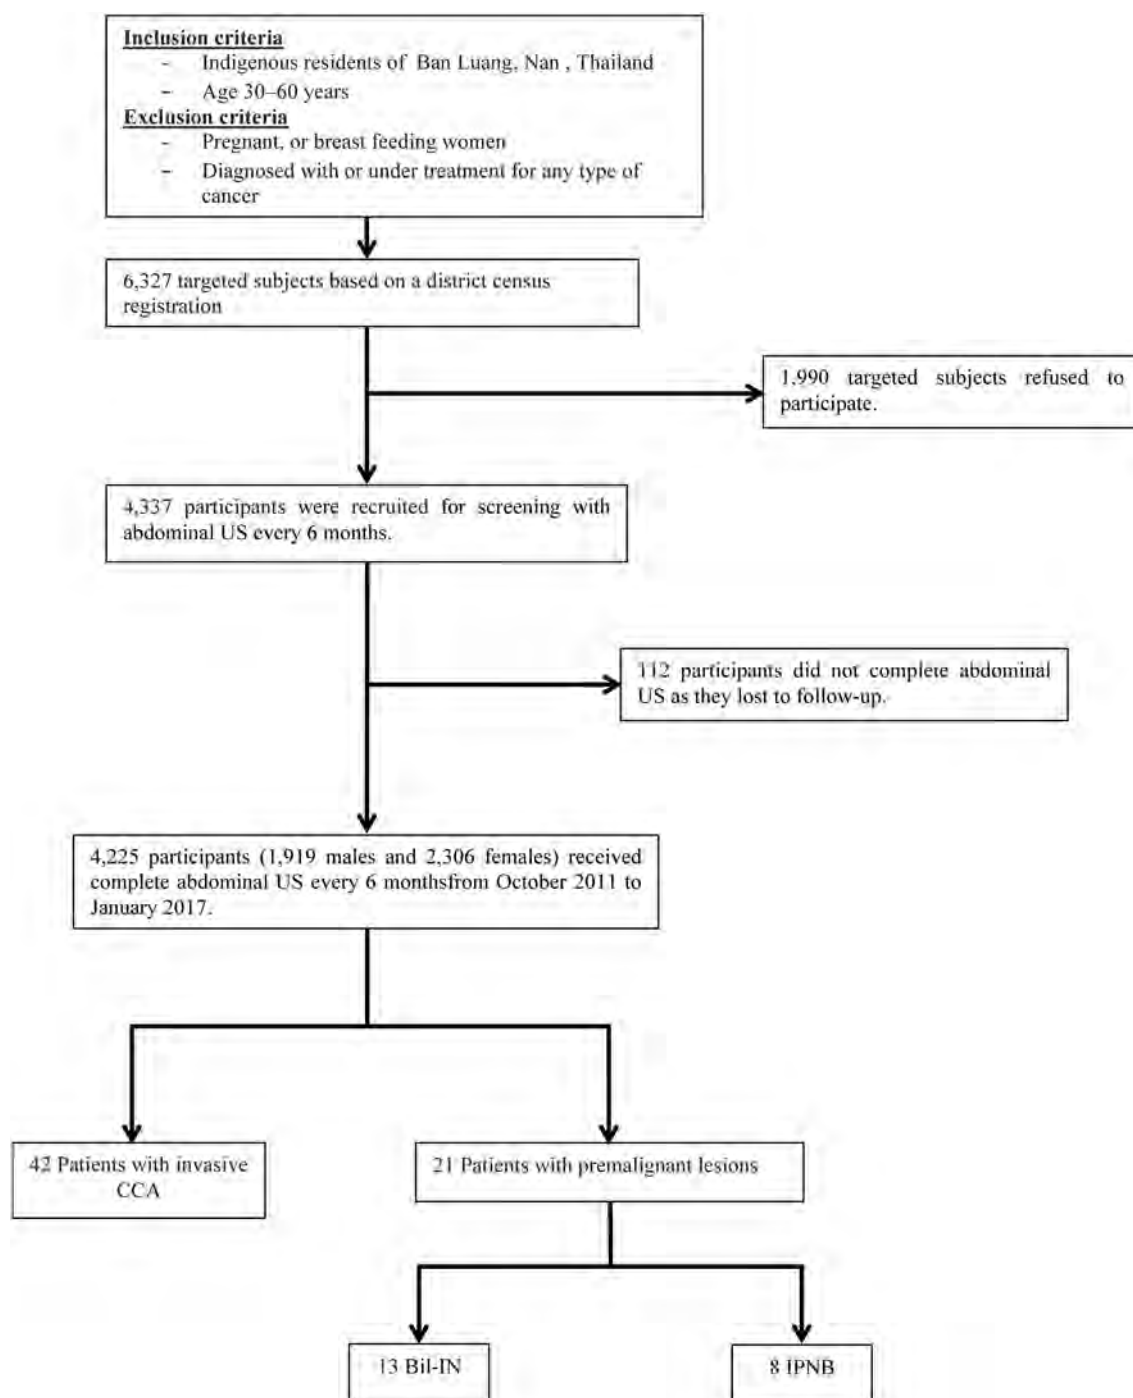 Inclusion criteria
- Indigenous residents of Ban Luang, Nan , Thailand
- Age 30–60 years
Exclusion criteria
- Pregnant, or breast feeding women
- Diagnosed with or under treatment for any type of
cancer
6,327 targeted subjects based on a district census
registration
1,990 targeted subjects refused to
participate.
4,337 participants were recruited for screening with
abdominal US every 6 months.
112 participants did not complete abdominal
US as they lost to follow-up.
4,225 participants (1,919 males and 2,306 females) received
complete abdominal US every 6 monthsfrom October 2011 to
January 2017.
42 Patients with invasive
CCA
21 Patients with premalignant lesions
13 Bil-IN
8 IPNB